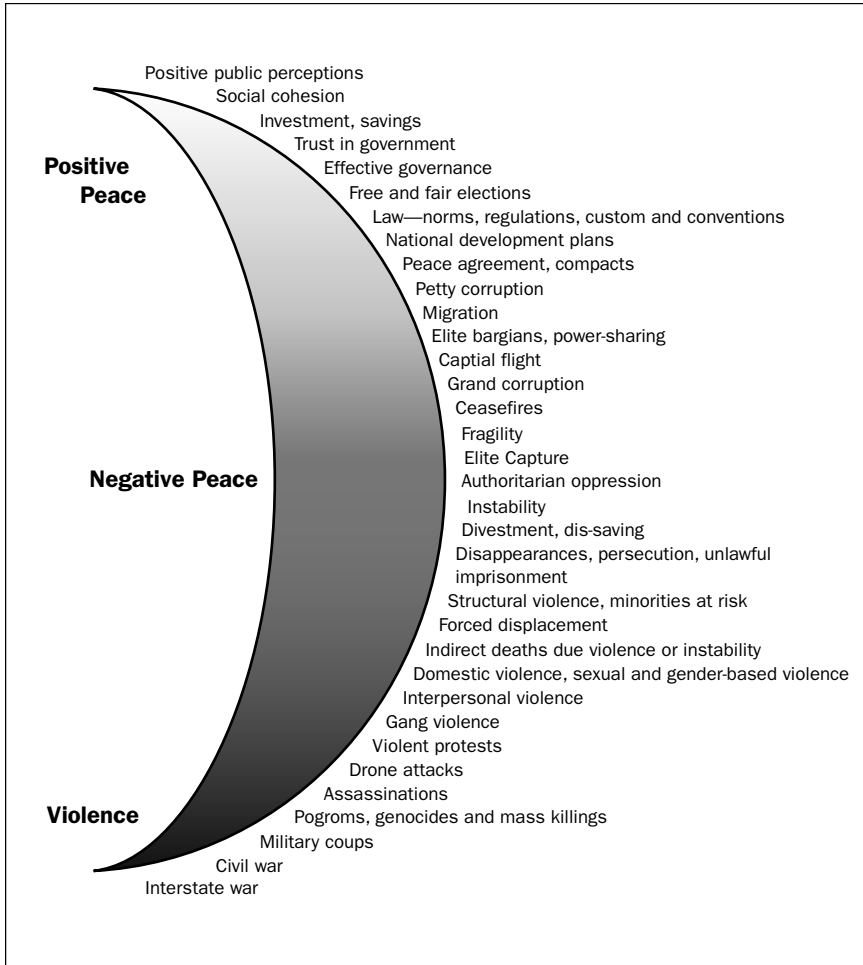 Positive public perceptions
Social cohesion
Investment, savings
Trust in government
Positive
Peace
Effective governance
Free and fair elections
Law—norms, regulations, custom and conventions
National development plans
Peace agreement, compacts
Petty corruption
Migration
Elite bargians, power-sharing
Captial flight
Grand corruption
Ceasefires
Fragility
Elite Capture
Negative Peace
Authoritarian oppression
Instability
Divestment, dis-saving
Disappearances, persecution, unlawful
imprisonment
Structural violence, minorities at risk
Forced displacement
Indirect deaths due violence or instability
Domestic violence, sexual and gender-based violence
Interpersonal violence
Gang violence
Violent protests
Drone attacks
Assassinations
Violence
Pogroms, genocides and mass killings
Military coups
Civil war
Interstate war